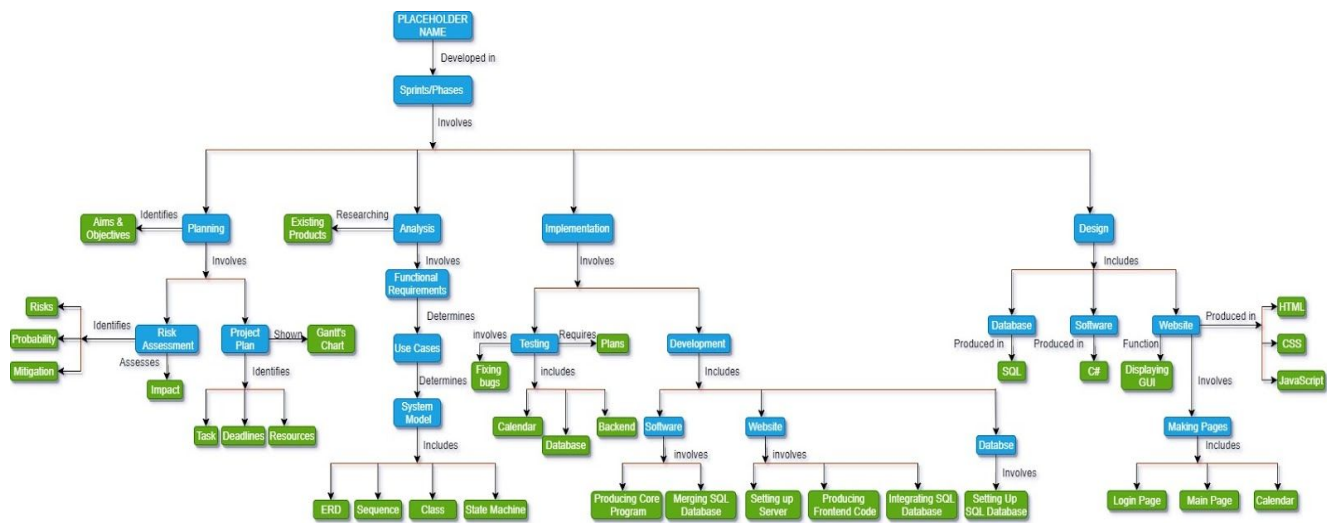 PLACEHOLDER
NAME
Developed in
Sprints/Phases
Involves
Aims &
Objectives
Identifies
Planning
Existing
Products
Researching
Analysis
Implementation
Design
Involves
Involves
Involves
Includes
Functional
Requirements
Risks
Probability
Mitigation
Identifies
Risk
Assessment
Assesses
Impact
Project
Plan
Shown
Gantt's
Chart
Identifies
Task
Deadlines
Resources
Determines
Use Cases
Determines
System
Model
Includes
ERD
Sequence
Class
State Machine
involves
Testing
Requires
Plans
Fixing
bugs
includes
Calendar
Database
Backend
Development
Includes
Software
Website
Databse
involves
involves
Involves
Producing Core
Program
Merging SQL
Database
Setting up
Server
Producing
Frontend Code
Integrating SQL
Database
Setting Up
SQL Database
Database
Software
Website
Produced in
HTML
CSS
JavaScript
Produced in
SQL
Produced in
C#
Function
Displaying
GUI
Involves
Making Pages
Includes
Login Page
Main Page
Calendar